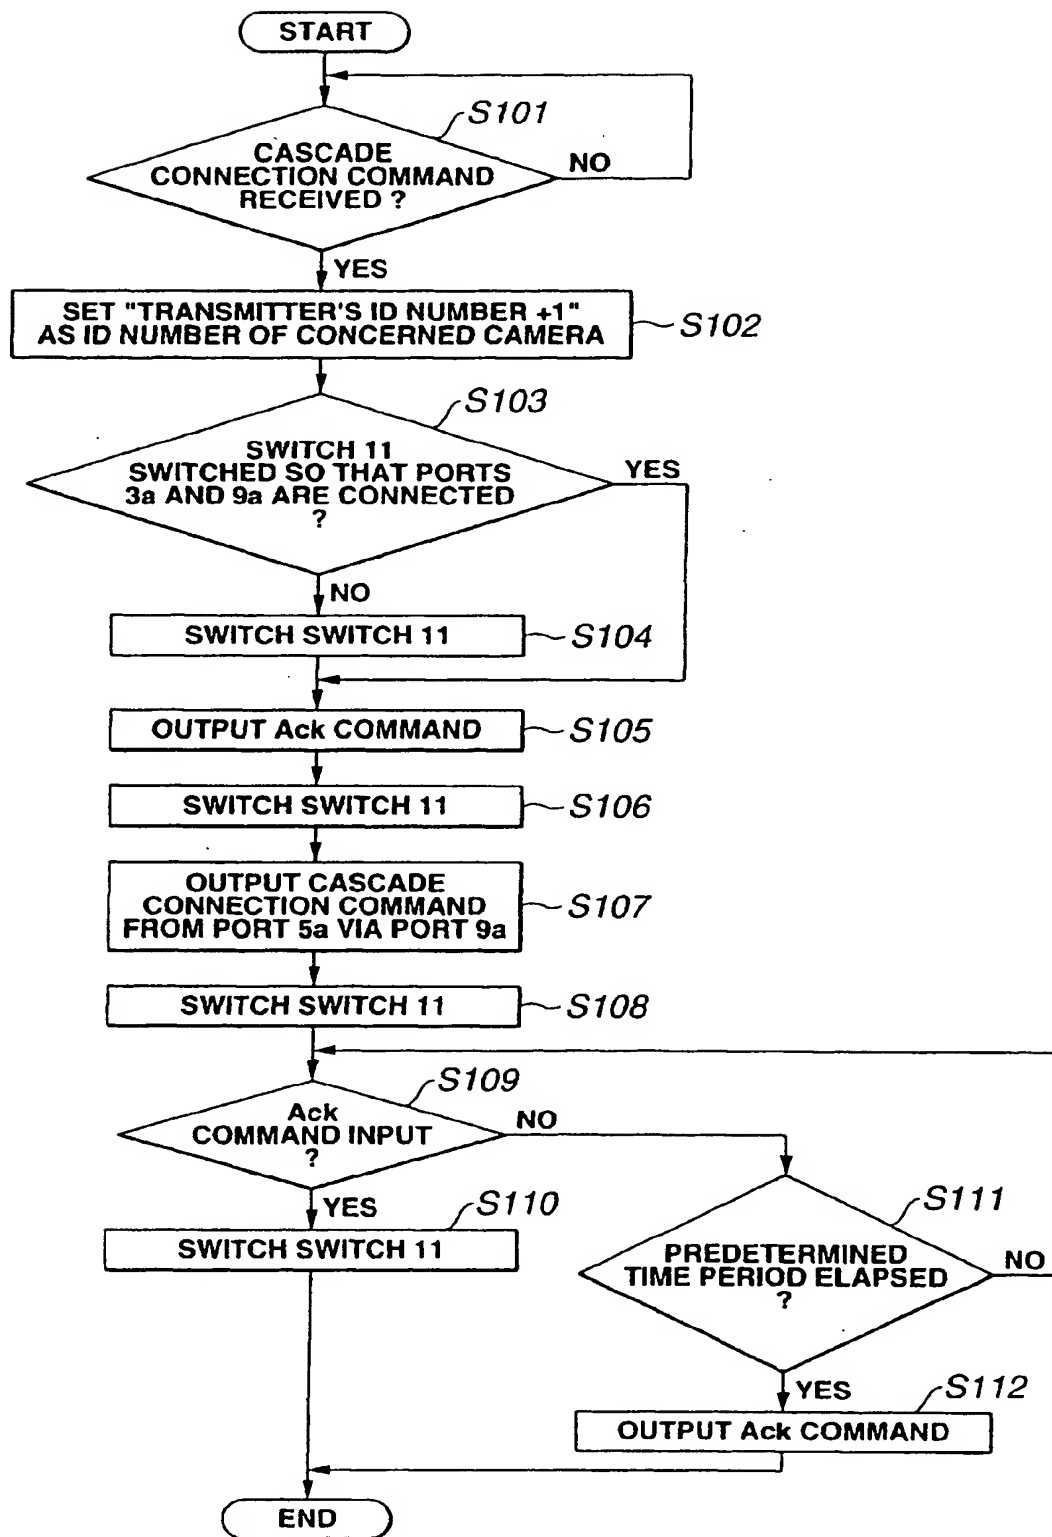 START
S101
CASCADE
CONNECTION COMMAND
RECEIVED ?
NO
YES
SET "TRANSMITTER'S ID NUMBER +1"
AS ID NUMBER OF CONCERNED CAMERA
S102
S103
SWITCH 11
SWITCHED SO THAT PORTS
3a AND 9a ARE CONNECTED
?
YES
NO
SWITCH SWITCH 11
S104
OUTPUT Ack COMMAND
S105
SWITCH SWITCH 11
S106
OUTPUT CASCADE
CONNECTION COMMAND
FROM PORT 5a VIA PORT 9a
S107
SWITCH SWITCH 11
S108
S109
Ack
COMMAND INPUT
?
NO
YES
S110
SWITCH SWITCH 11
S111
PREDETERMINED
TIME PERIOD ELAPSED
?
NO
YES
S112
OUTPUT Ack COMMAND
END